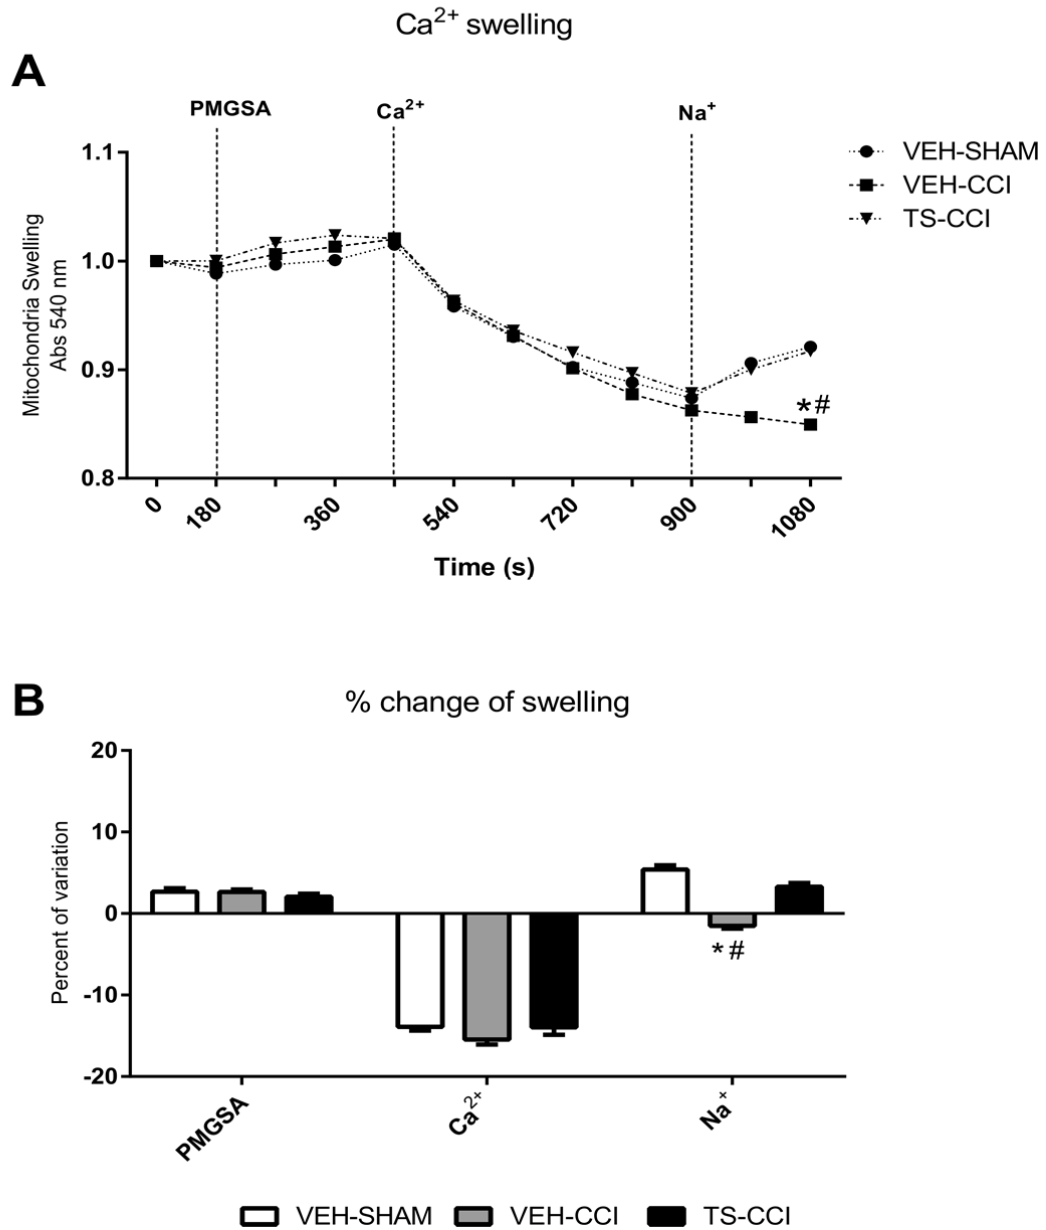 Ca²⁺ swelling
A
PMGSA
Ca²⁺
Na⁺
VEH-SHAM
VEH-CCI
TS-CCI
1.1
1.0
0.9
0.8
Mitochondria Swelling
Abs 540 nm
*#
0
180
360
540
720
900
1080
Time (s)
B
% change of swelling
20
10
0
-10
-20
Percent of variation
*#
PMGSA
Ca²⁺
Na⁺
VEH-SHAM
VEH-CCI
TS-CCI